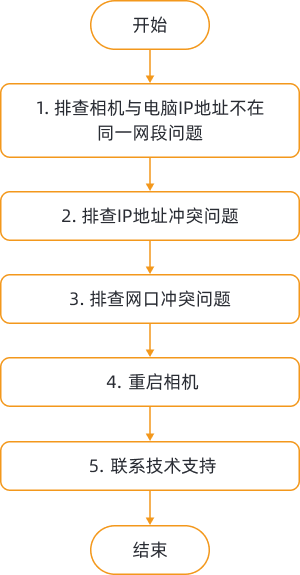 开始
1. 排查相机与电脑IP地址不在
同一网段问题
2. 排查IP地址冲突问题
3. 排查网口冲突问题
4. 重启相机
5. 联系技术支持
结束